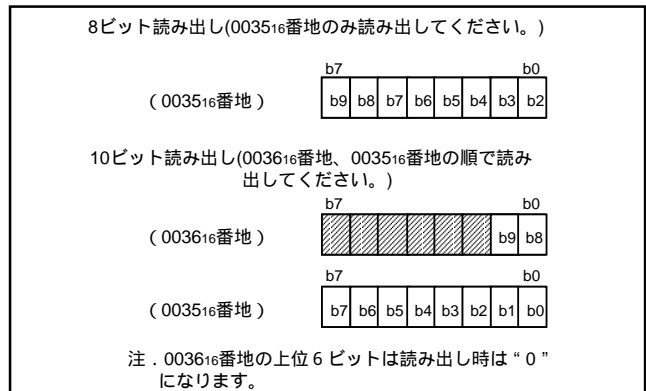 8ビット読み出し(003516番地のみ読み出してください。)
b7 b0
(003516番地) b9 b8 b7 b6 b5 b4 b3 b2
10ビット読み出し(003616番地、003516番地の順で読み
出してください。)
b7 b0
(003616番地) b9 b8
b7 b0
(003516番地) b7 b6 b5 b4 b3 b2 b1 b0
注.003616番地の上位6ビットは読み出し時は“0”
になります。